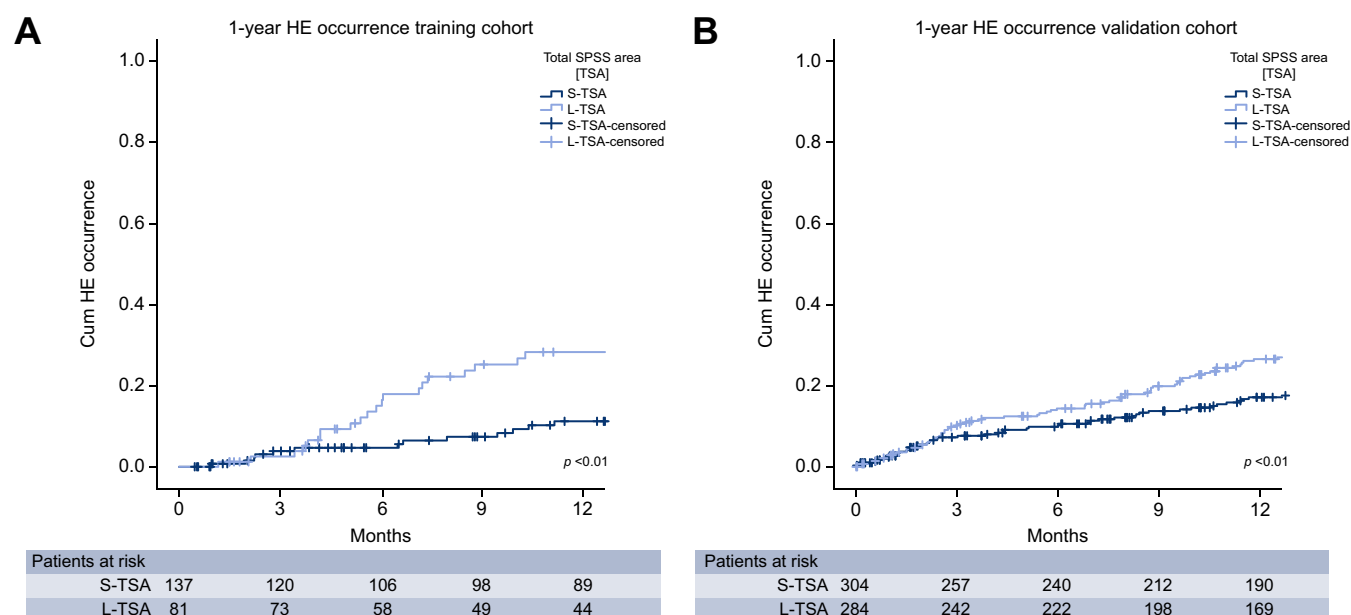 A
1-year HE occurrence training cohort
Total SPSS area
[TSA]
S-TSA
L-TSA
S-TSA-censored
L-TSA-censored
Cum HE occurrence
1.0
0.8
0.6
0.4
0.2
0.0
p <0.01
0 3 6 9 12
Months
Patients at risk
S-TSA 137 120 106 98 89
L-TSA 81 73 58 49 44
B
1-year HE occurrence validation cohort
Total SPSS area
[TSA]
S-TSA
L-TSA
S-TSA-censored
L-TSA-censored
Cum HE occurrence
1.0
0.8
0.6
0.4
0.2
0.0
p <0.01
0 3 6 9 12
Months
Patients at risk
S-TSA 304 257 240 212 190
L-TSA 284 242 222 198 169